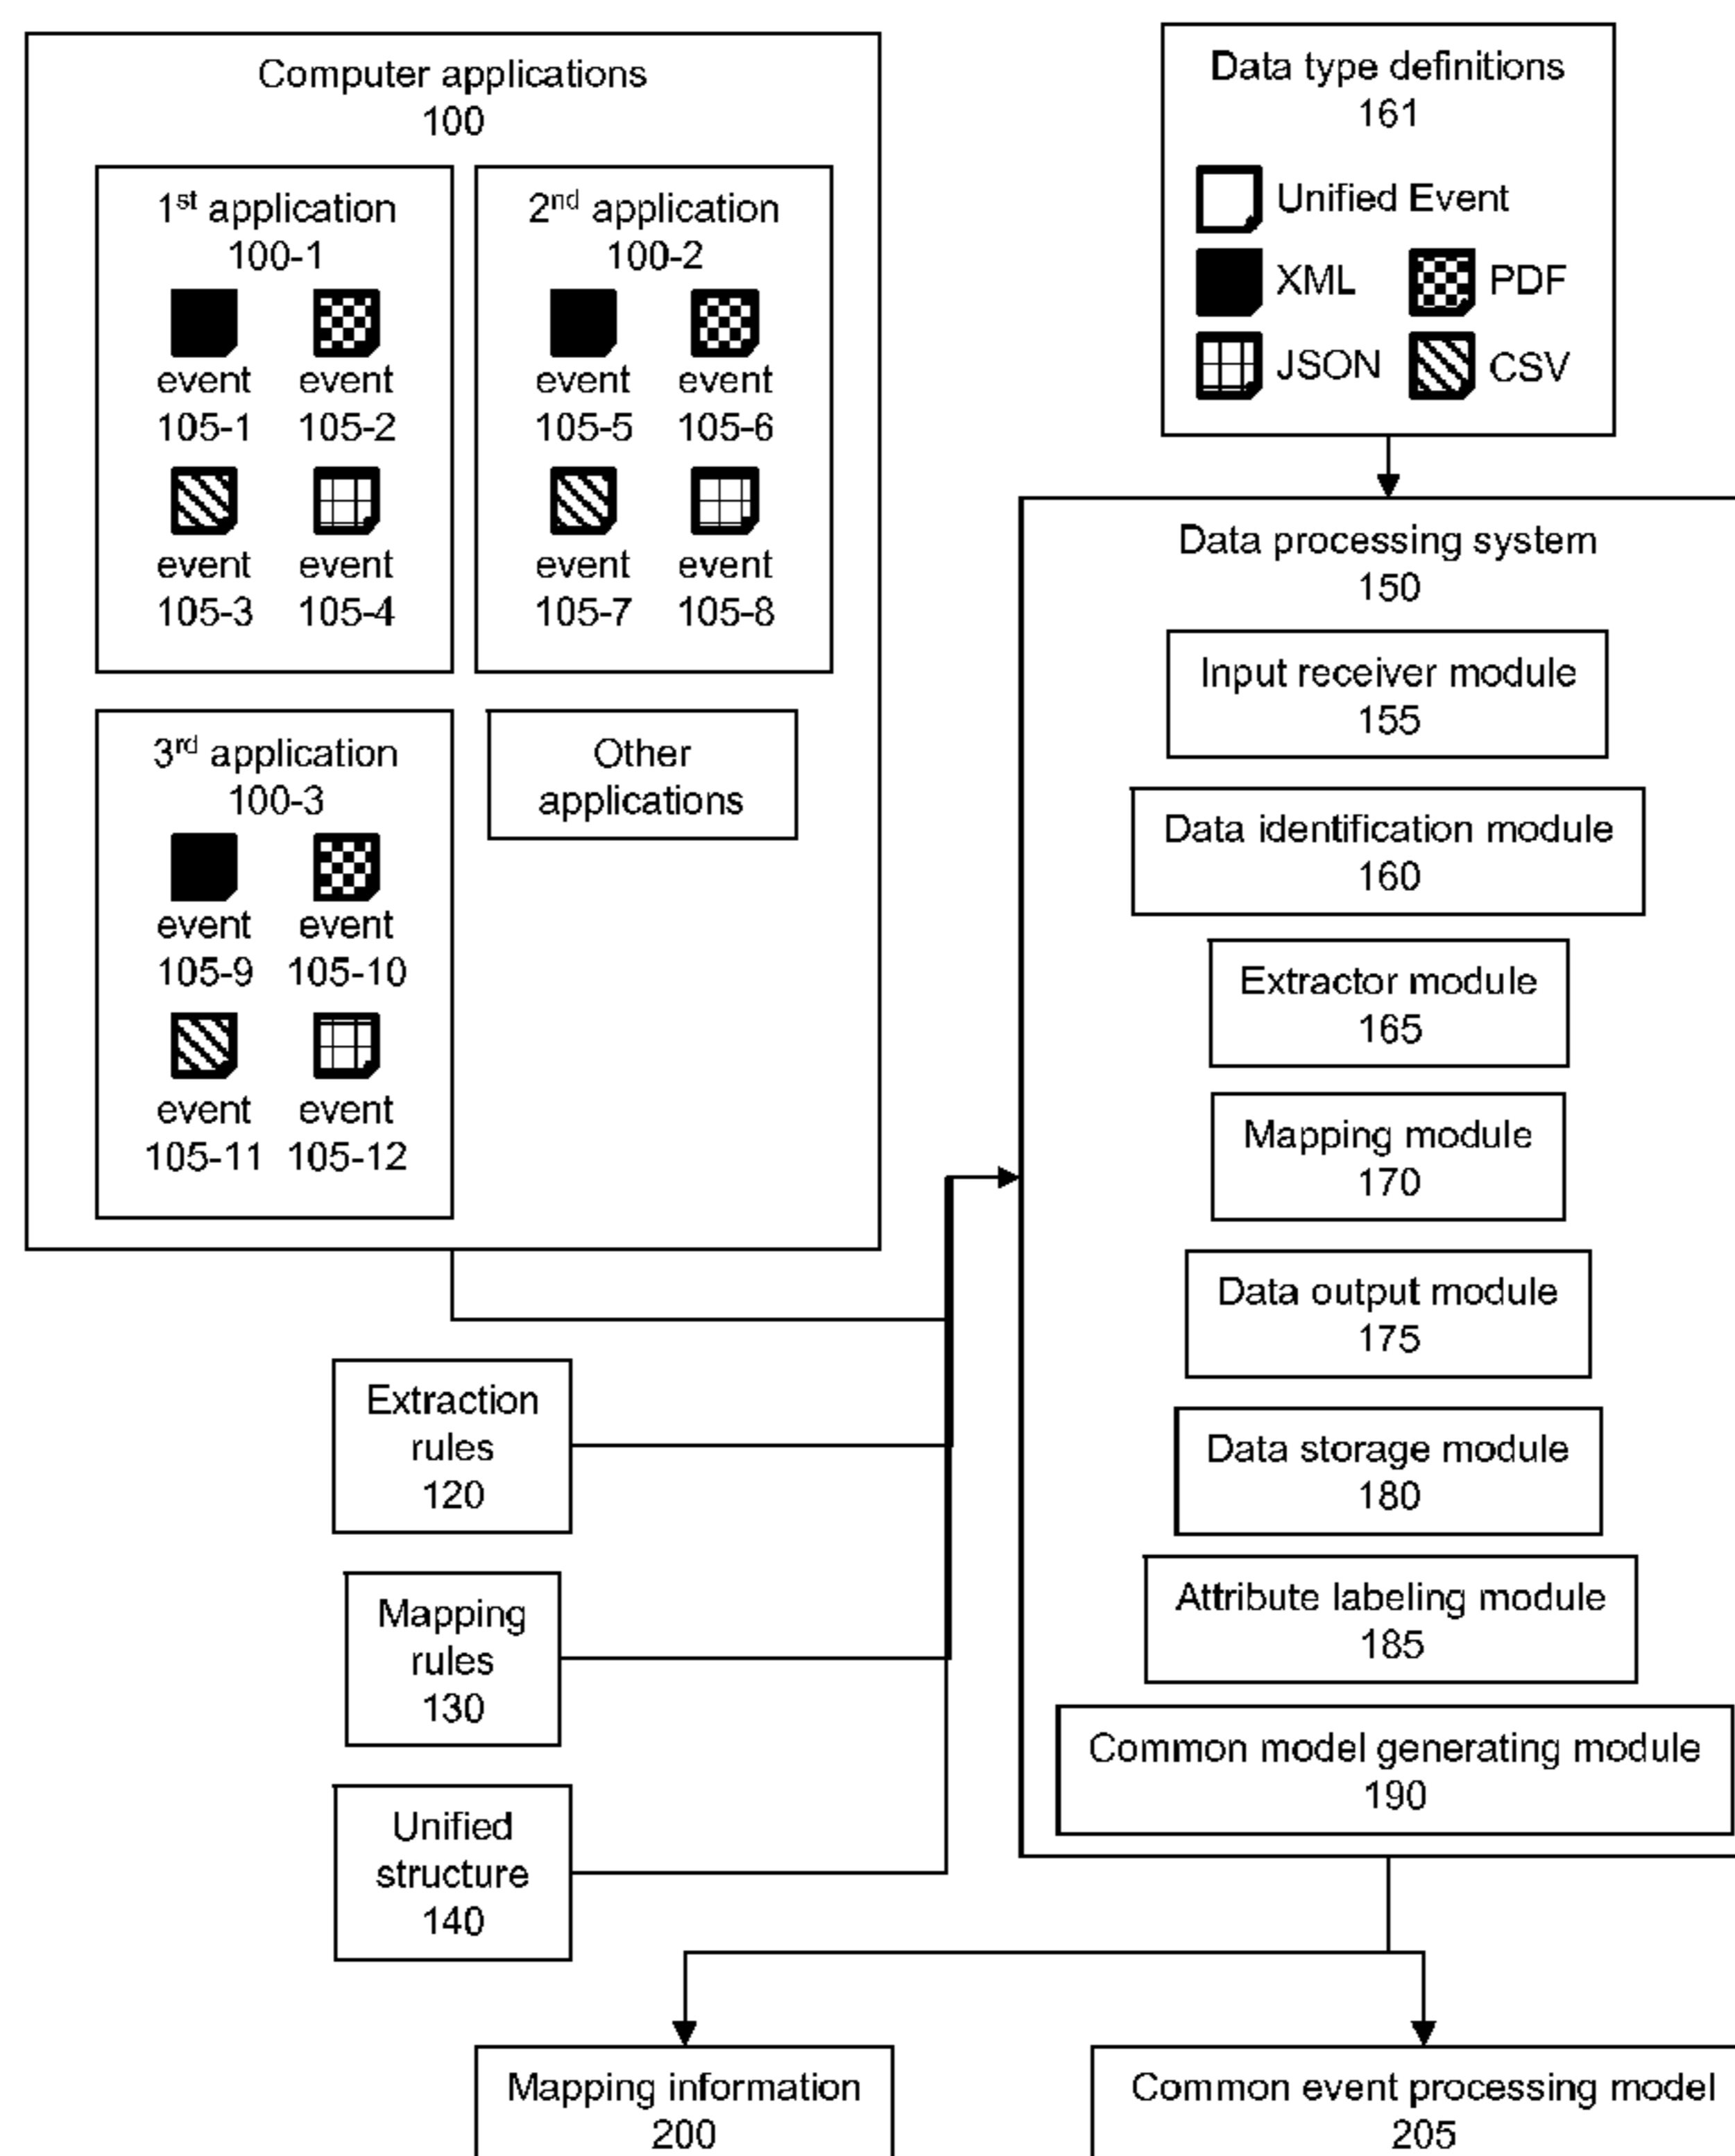 Computer applications
100
1st application
100-1
event event
105-1 105-2
event event
105-3 105-4
2nd application
100-2
event event
105-5 105-6
event event
105-7 105-8
3rd application
100-3
event event
105-9 105-10
event event
105-11 105-12
Other
applications
Data type definitions
161
Unified Event
XML PDF
JSON CSV
Data processing system
150
Input receiver module
155
Data identification module
160
Extractor module
165
Mapping module
170
Data output module
175
Data storage module
180
Attribute labeling module
185
Common model generating module
190
Extraction
rules
120
Mapping
rules
130
Unified
structure
140
Mapping information
200
Common event processing model
205